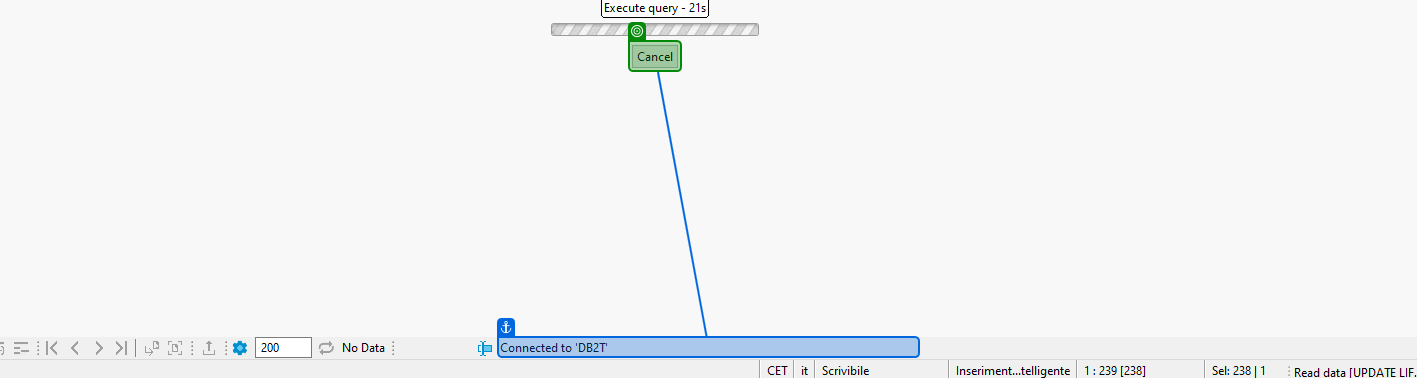 Execute query - 21s
Cancel
200
No Data
Connected to 'DB2T'
CET
it
Scrivibile
Inseriment...telligente
1 : 239 [238]
Sel: 238 | 1
Read data [UPDATE LIF.